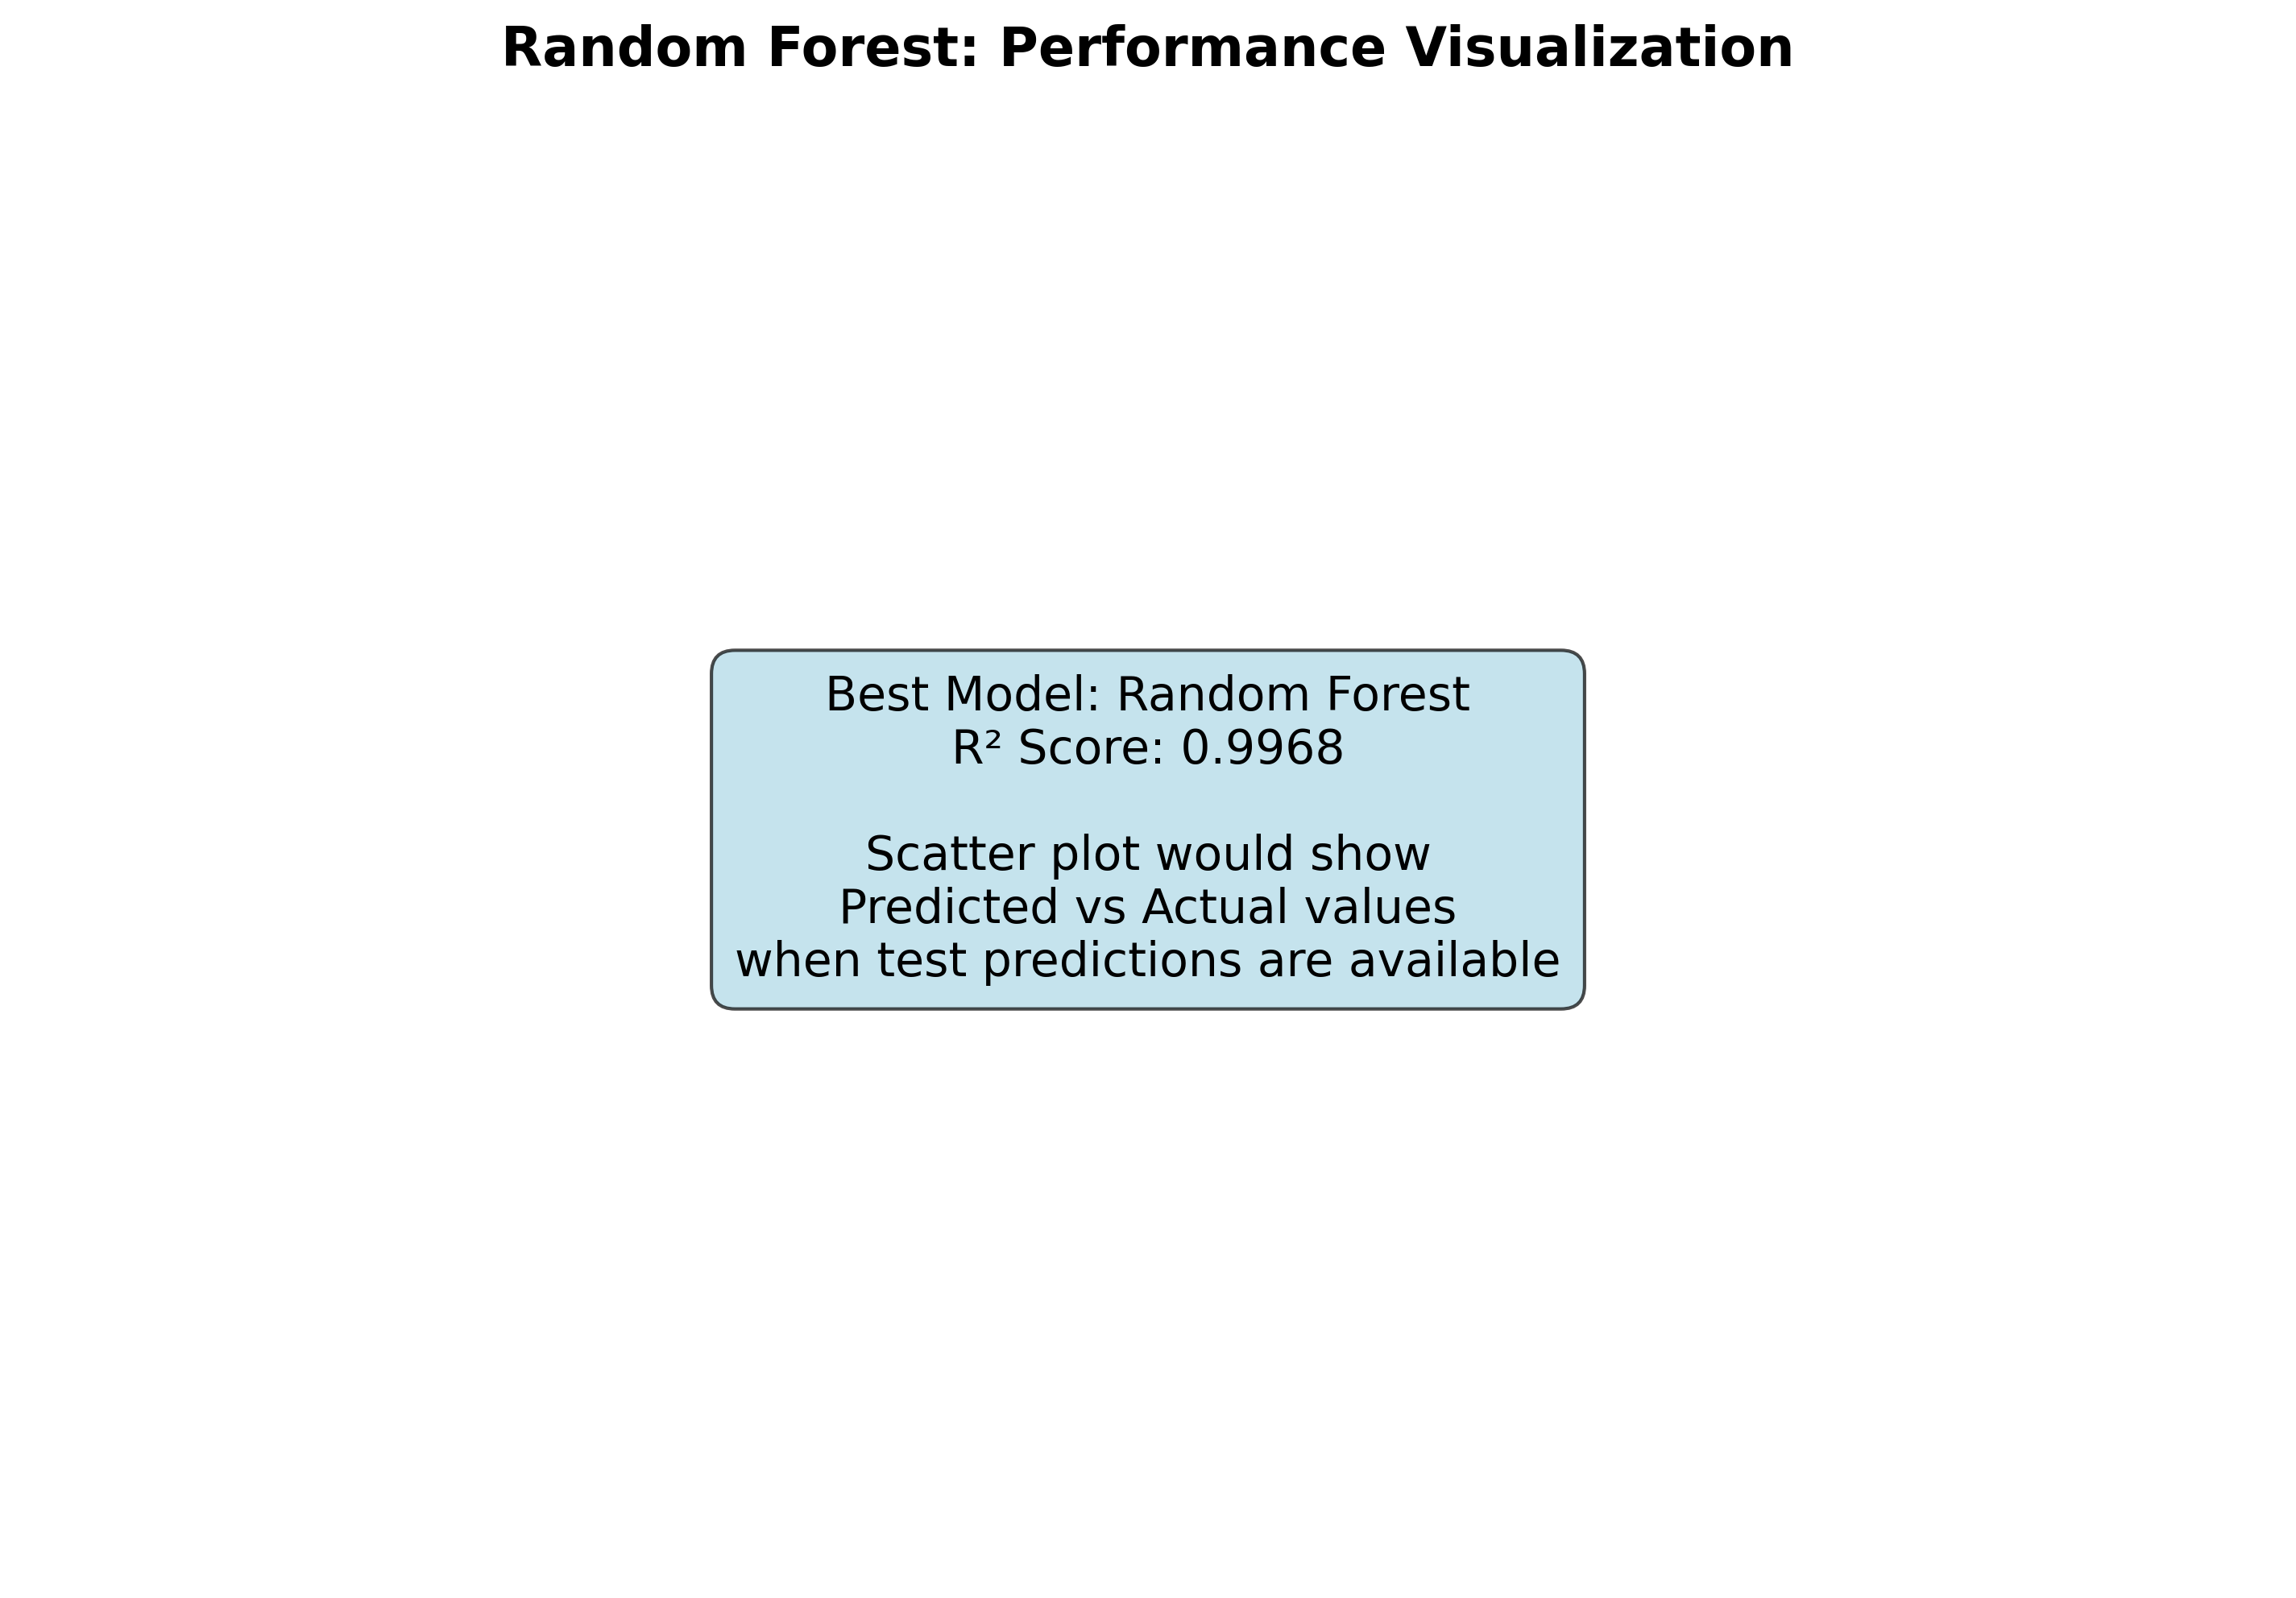 Random Forest: Performance Visualization
Best Model: Random Forest
R² Score: 0.9968
Scatter plot would show
Predicted vs Actual values
when test predictions are available